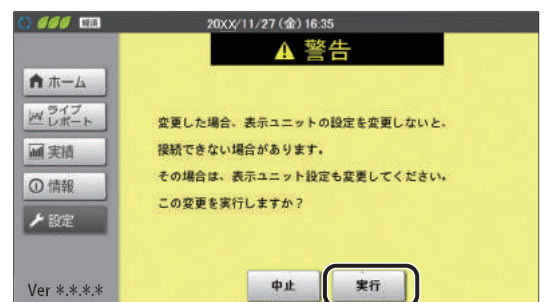 経済 20XX/11/27(金)16:35
警告
ホーム
ライブ
レポート
実績
情報
設定
変更した場合、表示ユニットの設定を変更しないと、
接続できない場合があります。
その場合は、表示ユニット設定も変更してください。
この変更を実行しますか？
中止 実行
Ver *.*.*.*